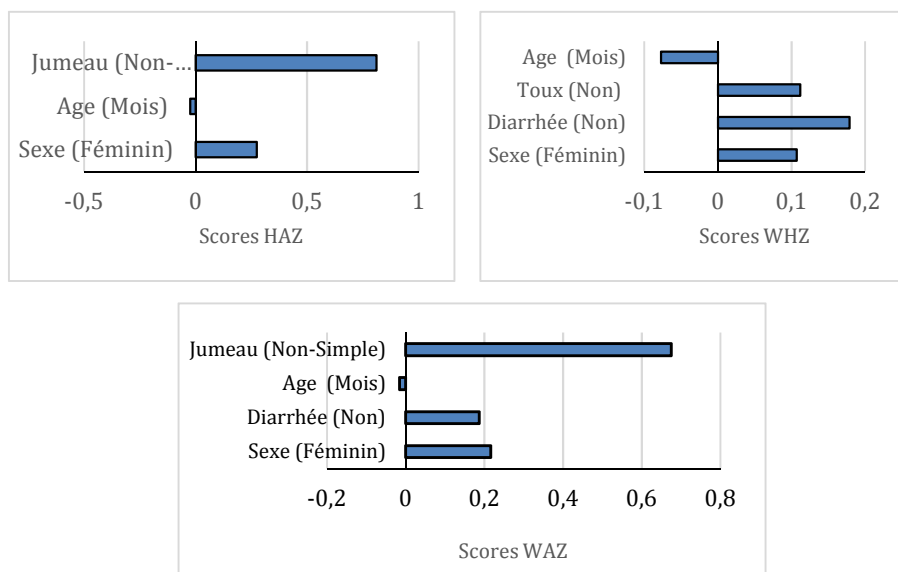 Jumeau (Non-...
Age (Mois)
Sexe (Féminin)
-0,5 0 0,5 1
Scores HAZ
Age (Mois)
Toux (Non)
Diarrhée (Non)
Sexe (Féminin)
-0,1 0 0,1 0,2
Scores WHZ
Jumeau (Non-Simple)
Age (Mois)
Diarrhée (Non)
Sexe (Féminin)
-0,2 0 0,2 0,4 0,6 0,8
Scores WAZ